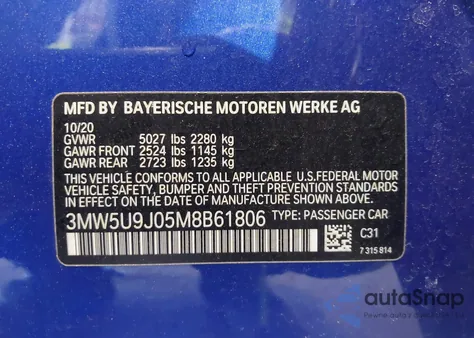 MFD BY BAYERISCHE MOTOREN WERKE AG
10/20
GVWR 5027 lbs 2280 kg
GAWR FRONT 2524 lbs 1145 kg
GAWR REAR 2723 lbs 1235 kg
THIS VEHICLE CONFORMS TO ALL APPLICABLE U.S.FEDERAL MOTOR
VEHICLE SAFETY, BUMPER, AND THEFT PREVENTION STANDARDS
IN EFFECT ON THE DATE OF MANUFACTURE SHOWN ABOVE.
3MW5U9J05M8B61806 TYPE: PASSENGER CAR
C31
7 315 814
autoSnap